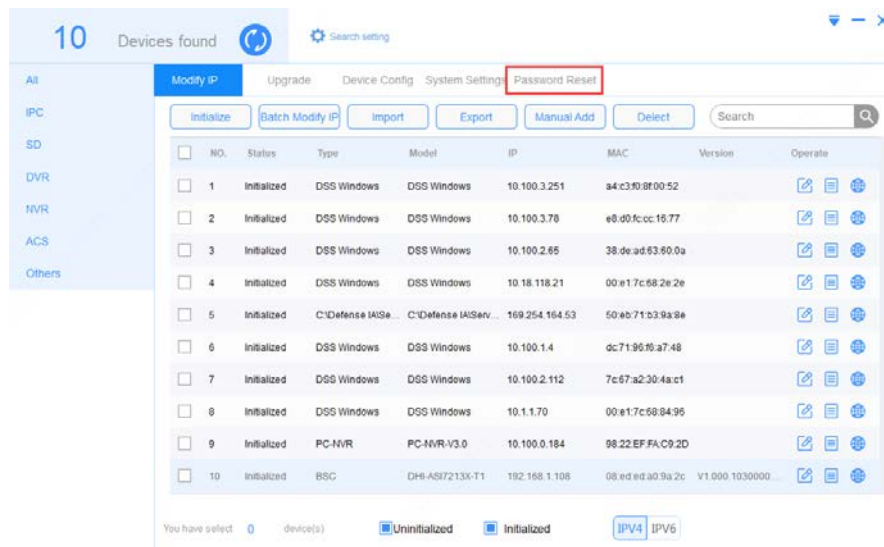 10 Devices found Search setting
All
IPC
SD
DVR
NVR
ACS
Others
Modify IP Upgrade Device Config System Settings Password Reset
Initialize Batch Modify IP Import Export Manual Add Delect Search
NO. Status Type Model IP MAC Version Operate
1 Initialized DSS Windows DSS Windows 10.100.3.251 a4:c3:f0:8f:00:52
2 Initialized DSS Windows DSS Windows 10.100.3.78 e8:d0:fc:cc:16:77
3 Initialized DSS Windows DSS Windows 10.100.2.65 38:de:ad:63:60:0a
4 Initialized DSS Windows DSS Windows 10.18.118.21 00:e1:7c:68:2e:2e
5 Initialized C:\Defense IA\Se... C:\Defense IA\Serv... 169.254.164.53 50:eb:71:b3:9a:8e
6 Initialized DSS Windows DSS Windows 10.100.1.4 dc:71:96:f6:a7:48
7 Initialized DSS Windows DSS Windows 10.100.2.112 7c:67:a2:30:4a:c1
8 Initialized DSS Windows DSS Windows 10.1.1.70 00:e1:7c:68:84:96
9 Initialized PC-NVR PC-NVR-V3.0 10.100.0.184 98:22:EF:FA:C9:2D
10 Initialized BSC DHI-ASI7213X-T1 192.168.1.108 08:ed:ed:a0:9a:2c V1.000.1030000...
You have select 0 device(s) Uninitialized Initialized IPV4 IPV6